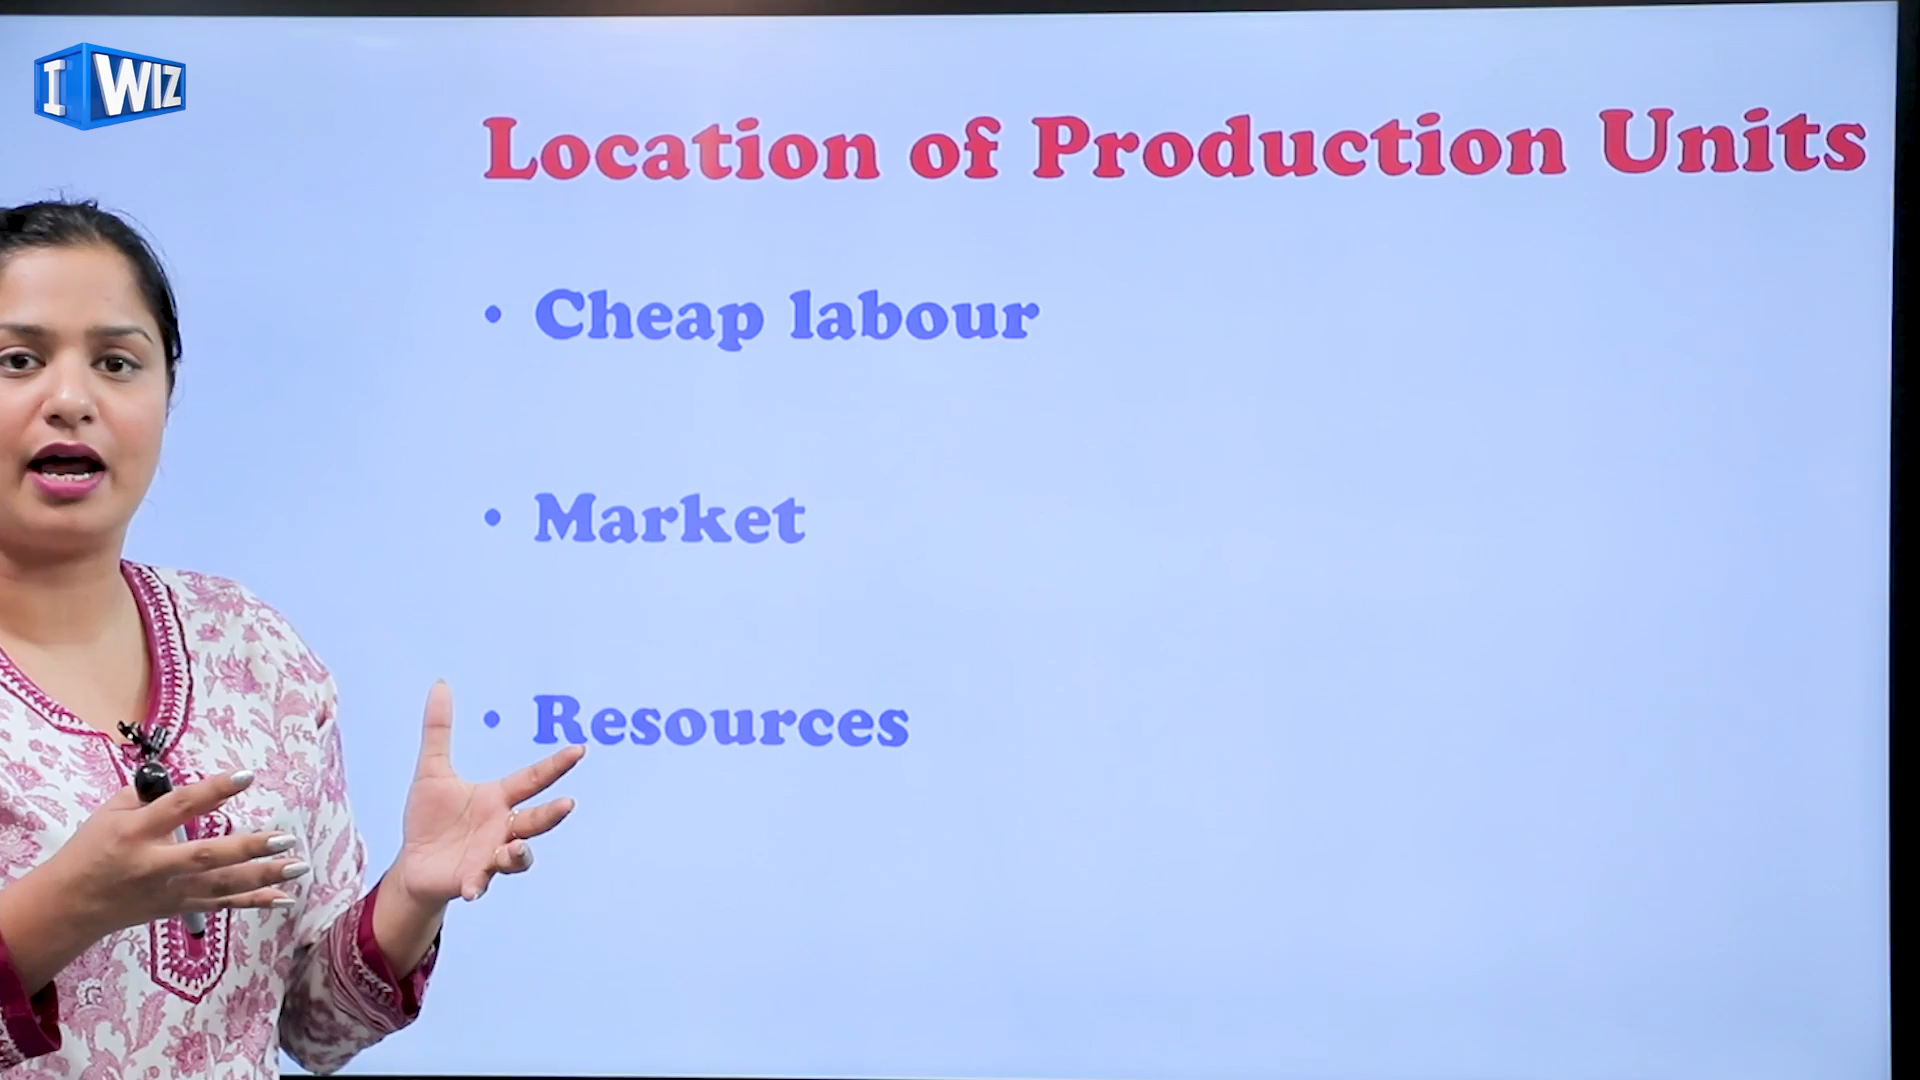 I WIZ
Location of Production Units
• Cheap labour
• Market
• Resources